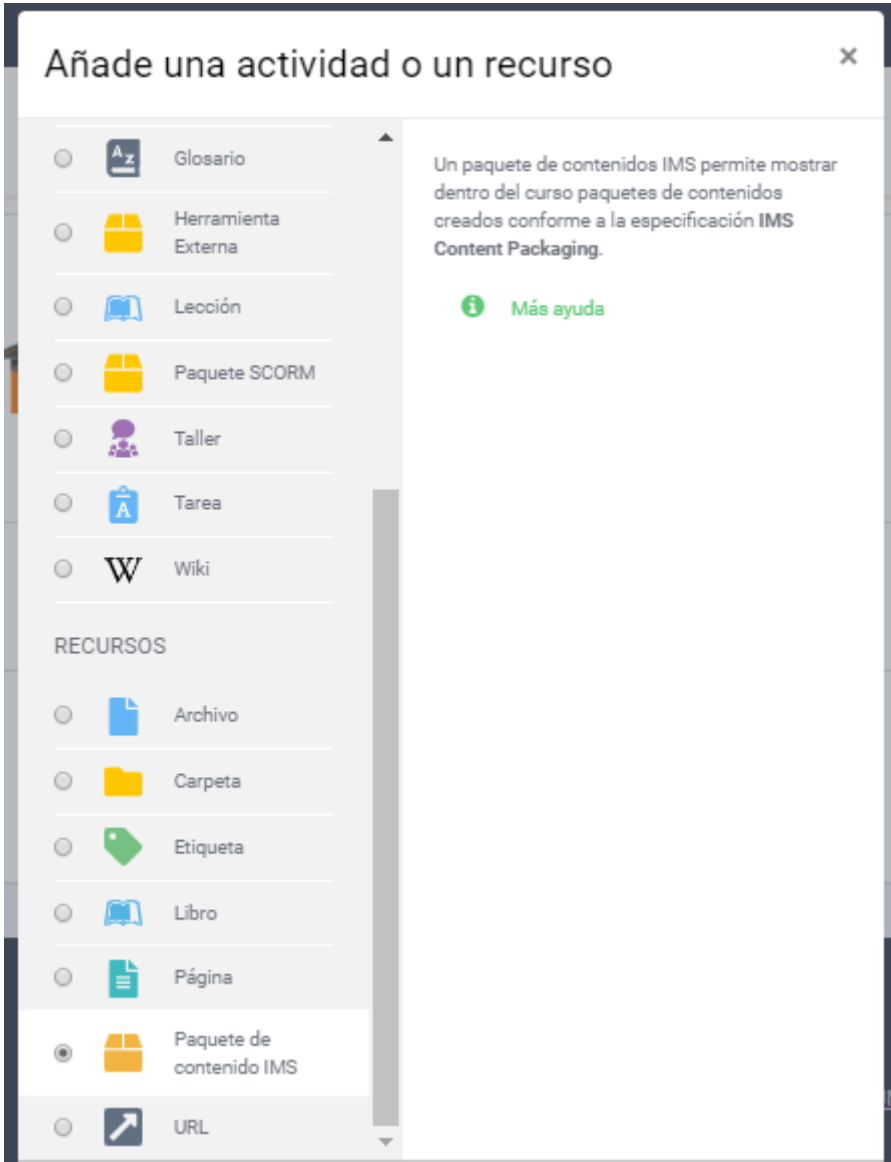 Añade una actividad o un recurso
×
Glosario
Herramienta
Externa
Lección
Paquete SCORM
Taller
Tarea
Wiki
RECURSOS
Archivo
Carpeta
Etiqueta
Libro
Página
Paquete de
contenido IMS
URL
Un paquete de contenidos IMS permite mostrar
dentro del curso paquetes de contenidos
creados conforme a la especificación IMS
Content Packaging.
Más ayuda